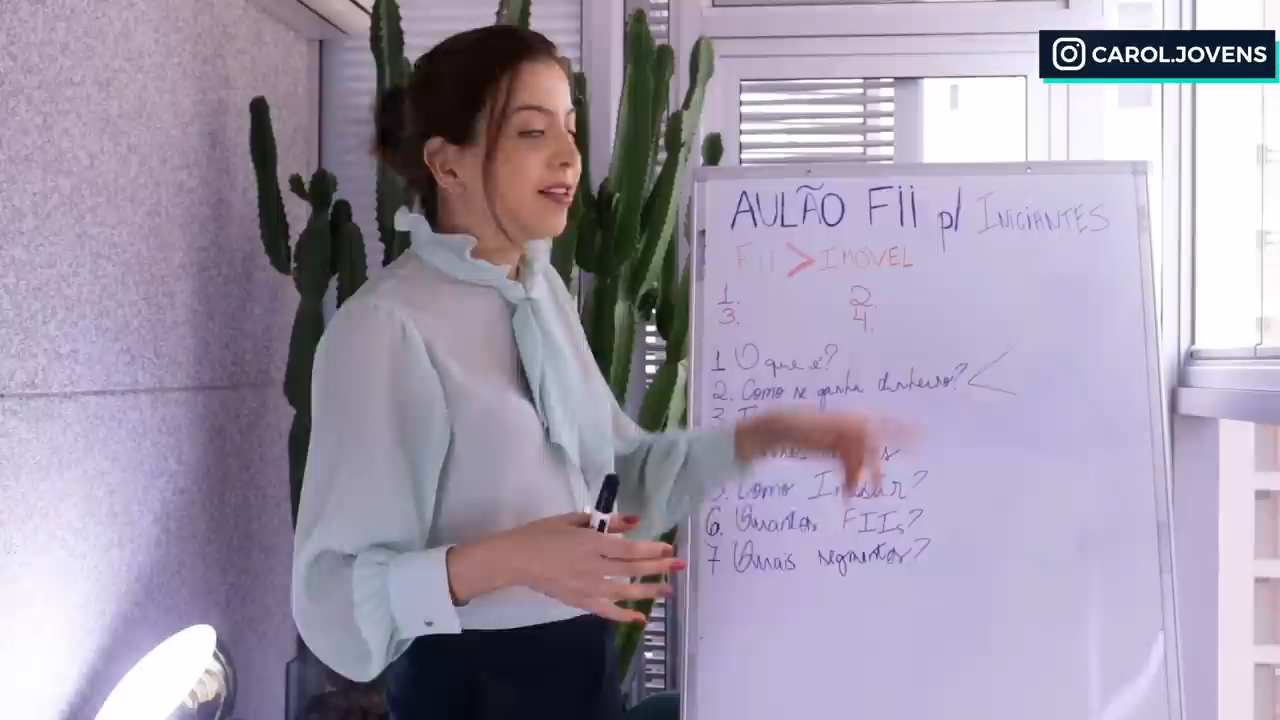 CAROL.JOVENS
AULÃO FII p/ INICIANTES
FII > IMÓVEL
1. 2.
3. 4.
1 O que é?
2. Como se ganha dinheiro? <
3 T
5. Como Investir?
6. Quantos FIIs?
7 Quais segmentos?